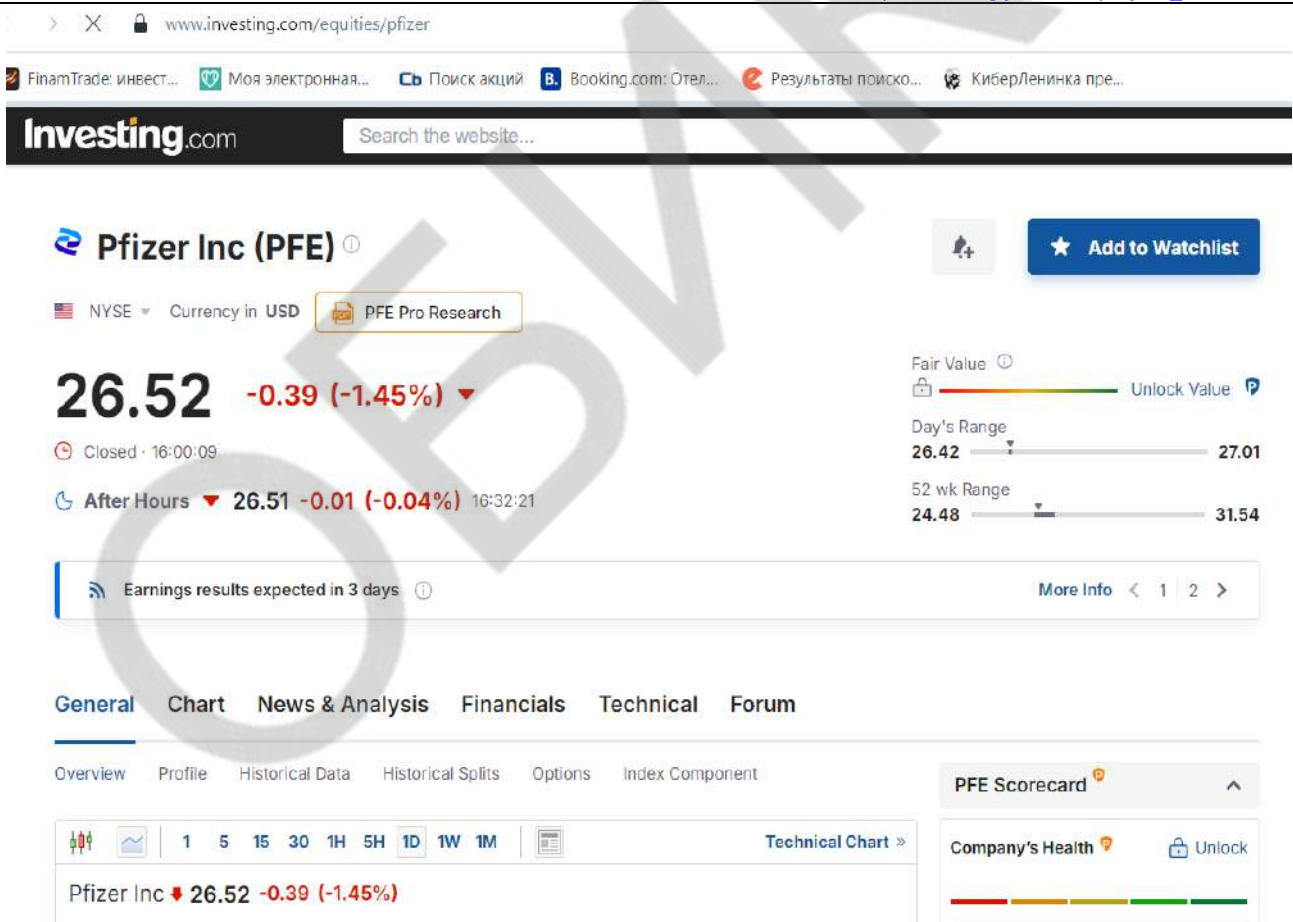 www.investing.com/equities/pfizer
FinamTrade: инвест... Моя электронная... Сb Поиск акций B. Booking.com: Отел... Результаты поиско... КиберЛенинка пре...
Investing.com Search the website...
Pfizer Inc (PFE)
Add to Watchlist
NYSE Currency in USD PFE Pro Research
Fair Value
Unlock Value
26.52 -0.39 (-1.45%)
Day's Range
26.42 27.01
Closed · 16:00:09
52 wk Range
24.48 31.54
After Hours 26.51 -0.01 (-0.04%) 16:32:21
Earnings results expected in 3 days More Info < 1 2 >
General Chart News & Analysis Financials Technical Forum
Overview Profile Historical Data Historical Splits Options Index Component
PFE Scorecard
1 5 15 30 1H 5H 1D 1W 1M Technical Chart »
Company's Health Unlock
Pfizer Inc 26.52 -0.39 (-1.45%)